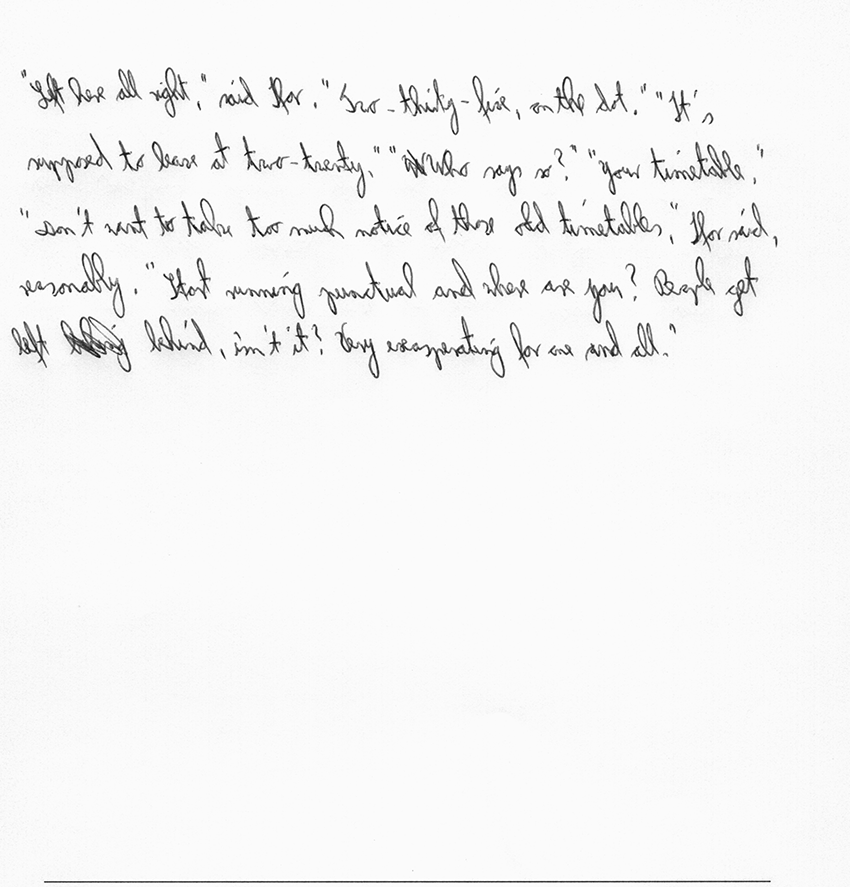 "Left here all right," said Ifor. "Two-thirty-five, on the dot." "It's
supposed to leave at two-twenty." "Who says so?" "Your timetable."
"Don't want to take too much notice of those old timetables," Ifor said,
reasonably. "Start running punctual and where are you? People get
left behind, isn't it? Very exasperating for one and all."